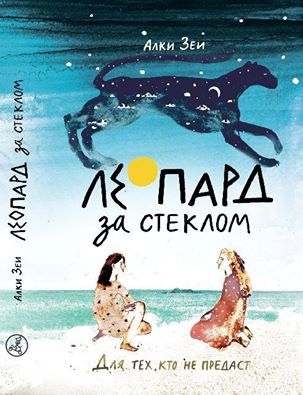 Алки Зеи
ЛЕОПАРД
за стеклом
Для тех, кто не предаст
Алки Зеи ЛЕОПАРД за стеклом